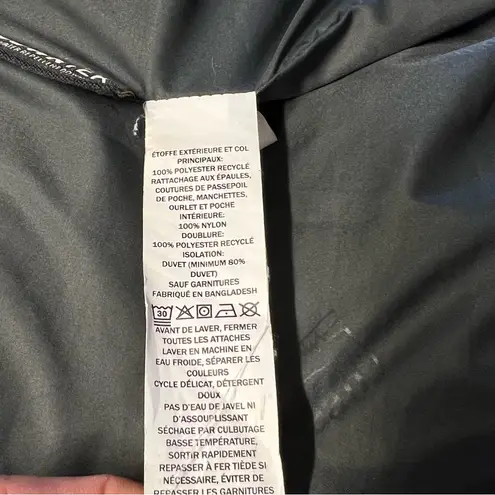 ÉTOFFE EXTÉRIEURE ET COL
PRINCIPAUX:
100% POLYESTER RECYCLÉ
RATTACHAGE AUX ÉPAULES,
COUTURES DE PASSEPOIL
DE POCHE, MANCHETTES,
OURLET ET POCHE
INTÉRIEURE:
100% NYLON
DOUBLURE:
100% POLYESTER RECYCLÉ
ISOLATION:
DUVET (MINIMUM 80%
DUVET)
SAUF GARNITURES
FABRIQUÉ EN BANGLADESH
30
AVANT DE LAVER, FERMER
TOUTES LES ATTACHES
LAVER EN MACHINE EN
EAU FROIDE, SÉPARER LES
COULEURS
CYCLE DÉLICAT, DÉTERGENT
DOUX
PAS D'EAU DE JAVEL NI
D'ASSOUPLISSANT
SÉCHAGE PAR CULBUTAGE
BASSE TEMPÉRATURE,
SORTIR RAPIDEMENT
REPASSER À FER TIÈDE SI
NÉCESSAIRE, ÉVITER DE
REPASSER LES GARNITURES